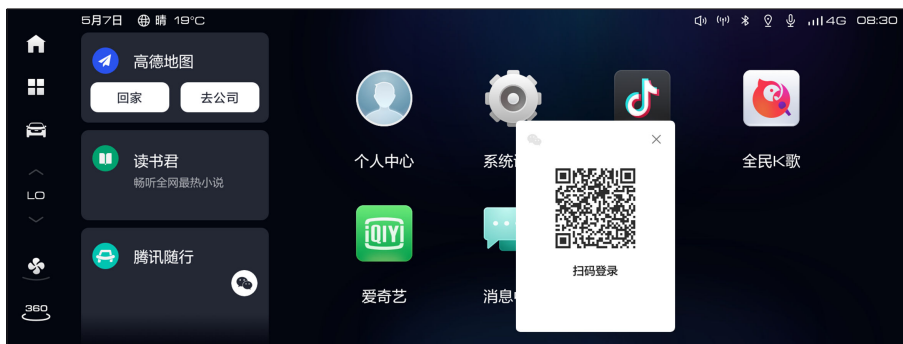 5月7日 晴 19°C
4G 08:30
高德地图
回家 去公司
读书君
畅听全网最热小说
LO
腾讯随行
360
个人中心
系统
全民K歌
iQIYI
爱奇艺
消息
扫码登录